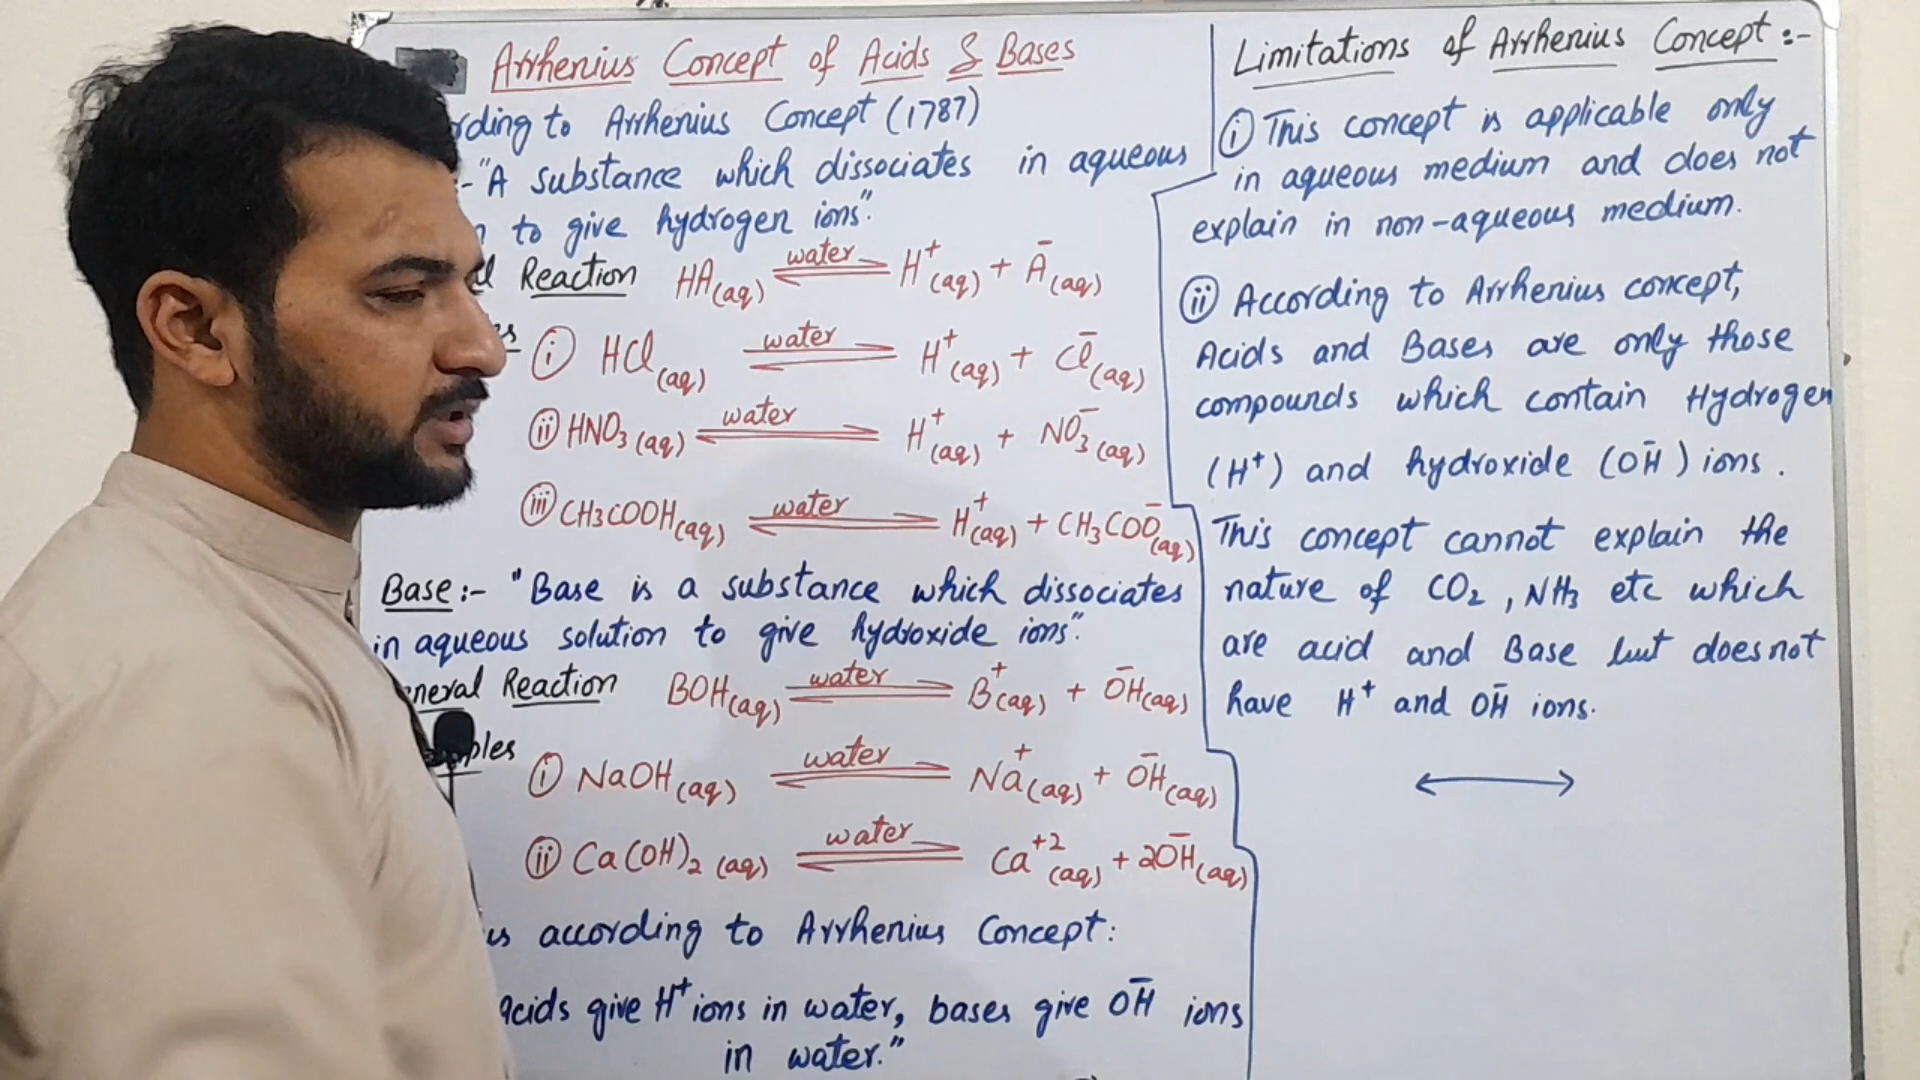 Arrhenius Concept of Acids & Bases
rding to Arrhenius Concept (1787)
:- "A substance which dissociates in aqueous
n to give hydrogen ions".
l Reaction HA(aq) ⇌ water H⁺(aq) + A⁻(aq)
es (i) HCl(aq) ⇌ water H⁺(aq) + Cl⁻(aq)
(ii) HNO₃(aq) ⇌ water H⁺(aq) + NO₃⁻(aq)
(iii) CH₃COOH(aq) ⇌ water H⁺(aq) + CH₃COO⁻(aq)
Base :- "Base is a substance which dissociates
in aqueous solution to give hydroxide ions".
eneral Reaction BOH(aq) ⇌ water B⁺(aq) + OH⁻(aq)
ples
(i) NaOH(aq) ⇌ water Na⁺(aq) + OH⁻(aq)
(ii) Ca(OH)₂(aq) ⇌ water Ca⁺²(aq) + 2OH⁻(aq)
us according to Arrhenius Concept:
acids give H⁺ ions in water, bases give OH⁻ ions
in water."
Limitations of Arrhenius Concept :-
(i) This concept is applicable only
in aqueous medium and does not
explain in non-aqueous medium.
(ii) According to Arrhenius concept,
Acids and Bases are only those
compounds which contain Hydrogen
(H⁺) and hydroxide (OH⁻) ions.
This concept cannot explain the
nature of CO₂, NH₃ etc which
are acid and Base but does not
have H⁺ and OH⁻ ions.